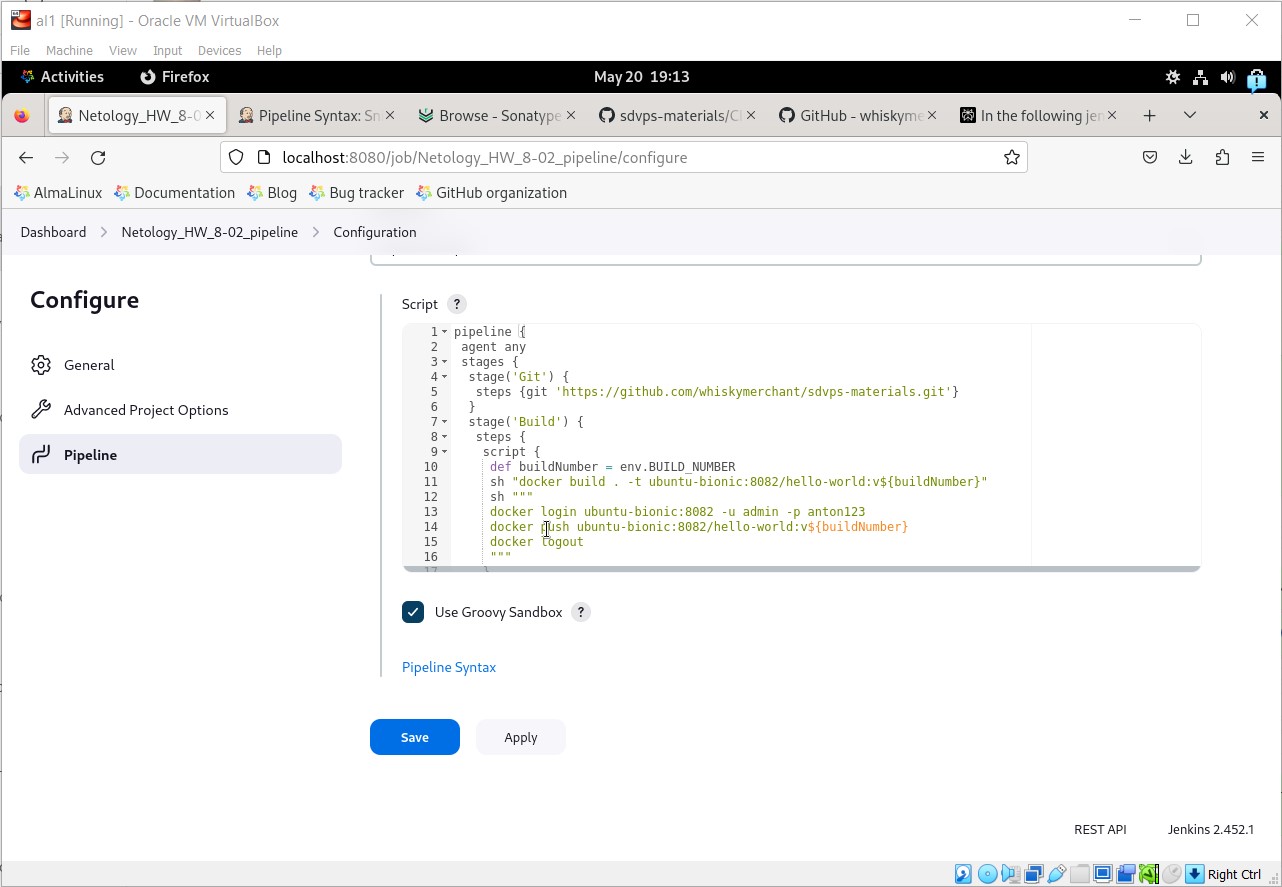 al1 [Running] - Oracle VM VirtualBox
File Machine View Input Devices Help
Activities Firefox May 20 19:13
Netology_HW_8-0 Pipeline Syntax: Sn Browse - Sonatype sdvps-materials/CI GitHub - whiskyme In the following jen
localhost:8080/job/Netology_HW_8-02_pipeline/configure
AlmaLinux Documentation Blog Bug tracker GitHub organization
Dashboard Netology_HW_8-02_pipeline Configuration
Configure
General
Advanced Project Options
Pipeline
Script ?
1 pipeline {
2 agent any
3 stages {
4 stage('Git') {
5 steps {git 'https://github.com/whiskymerchant/sdvps-materials.git'}
6 }
7 stage('Build') {
8 steps {
9 script {
10 def buildNumber = env.BUILD_NUMBER
11 sh "docker build . -t ubuntu-bionic:8082/hello-world:v${buildNumber}"
12 sh """
13 docker login ubuntu-bionic:8082 -u admin -p anton123
14 docker push ubuntu-bionic:8082/hello-world:v${buildNumber}
15 docker logout
16 """
17 }
Use Groovy Sandbox ?
Pipeline Syntax
Save Apply
REST API Jenkins 2.452.1
Right Ctrl